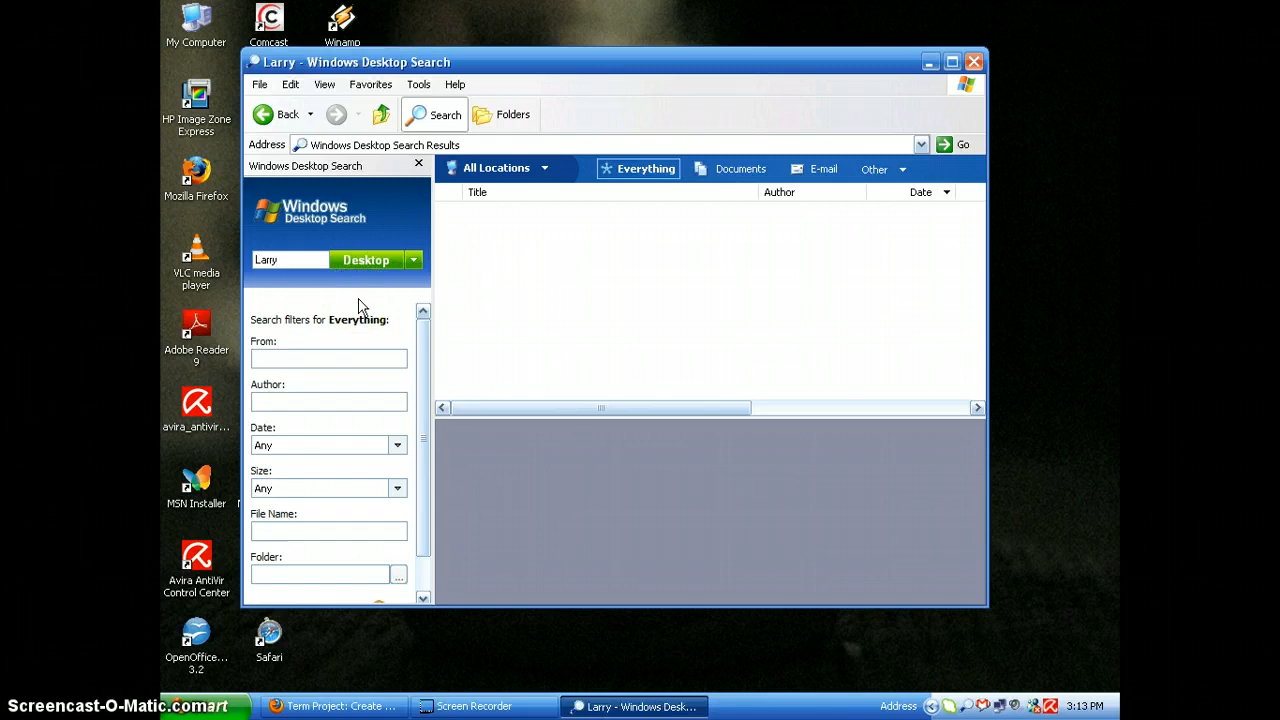 My Computer
Comcast
Winamp
HP Image Zone
Express
Mozilla Firefox
VLC media
player
Adobe Reader
9
avira_antivir...
MSN Installer
Avira AntiVir
Control Center
OpenOffice...
3.2
Safari
Larry - Windows Desktop Search
File Edit View Favorites Tools Help
Back Search Folders
Address Windows Desktop Search Results Go
Windows Desktop Search
All Locations Everything Documents E-mail Other
Title Author Date
Windows
Desktop Search
Larry Desktop
Search filters for Everything:
From:
Author:
Date:
Any
Size:
Any
File Name:
Folder:
...
Screencast-O-Matic.com
art
Term Project: Create ... Screen Recorder Larry - Windows Desk... Address 3:13 PM